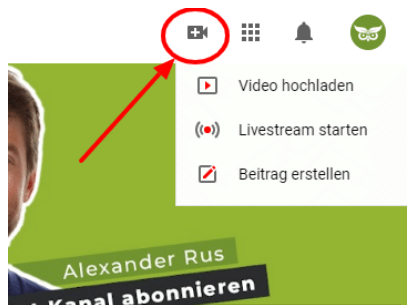 Video hochladen
Livestream starten
Beitrag erstellen
Alexander Rus
Kanal abonnieren